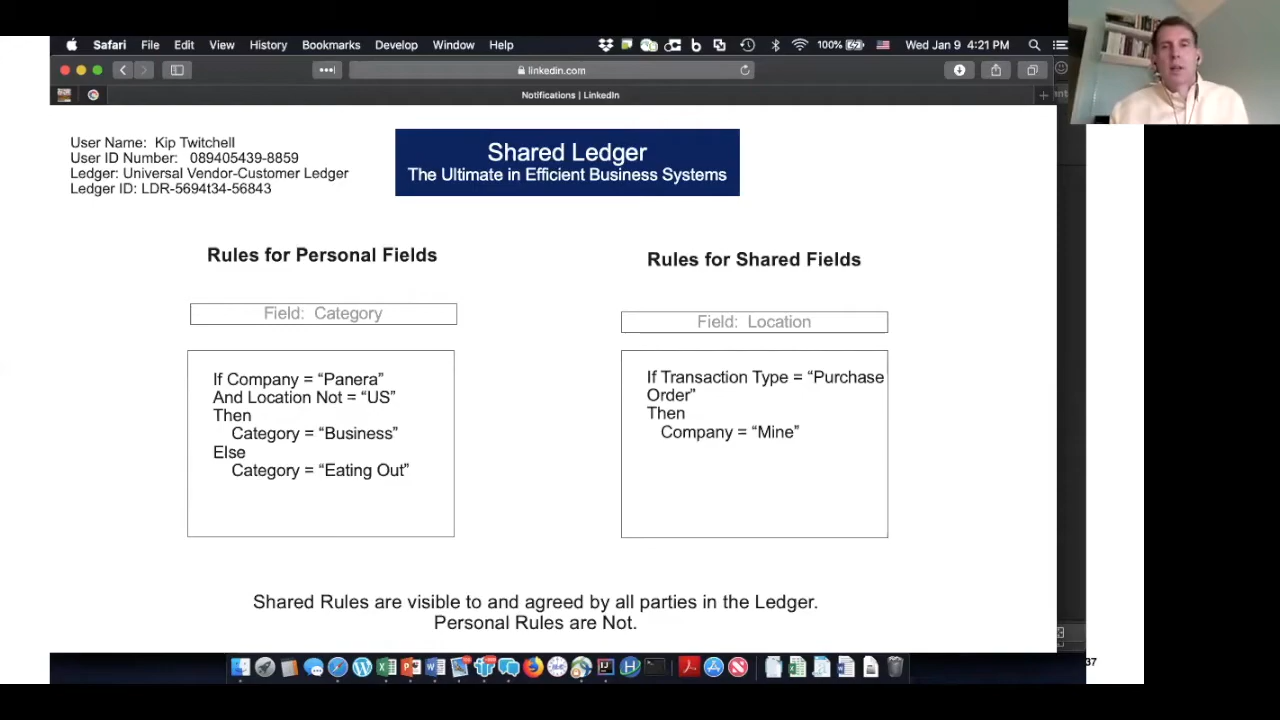 Safari File Edit View History Bookmarks Develop Window Help 100% Wed Jan 9 4:21 PM
linkedin.com
Notifications | LinkedIn
User Name: Kip Twitchell
User ID Number: 089405439-8859
Ledger: Universal Vendor-Customer Ledger
Ledger ID: LDR-5694t34-56843
Shared Ledger
The Ultimate in Efficient Business Systems
Rules for Personal Fields
Field: Category
If Company = “Panera”
And Location Not = “US”
Then
Category = “Business”
Else
Category = “Eating Out”
Rules for Shared Fields
Field: Location
If Transaction Type = “Purchase
Order”
Then
Company = “Mine”
Shared Rules are visible to and agreed by all parties in the Ledger.
Personal Rules are Not.
37